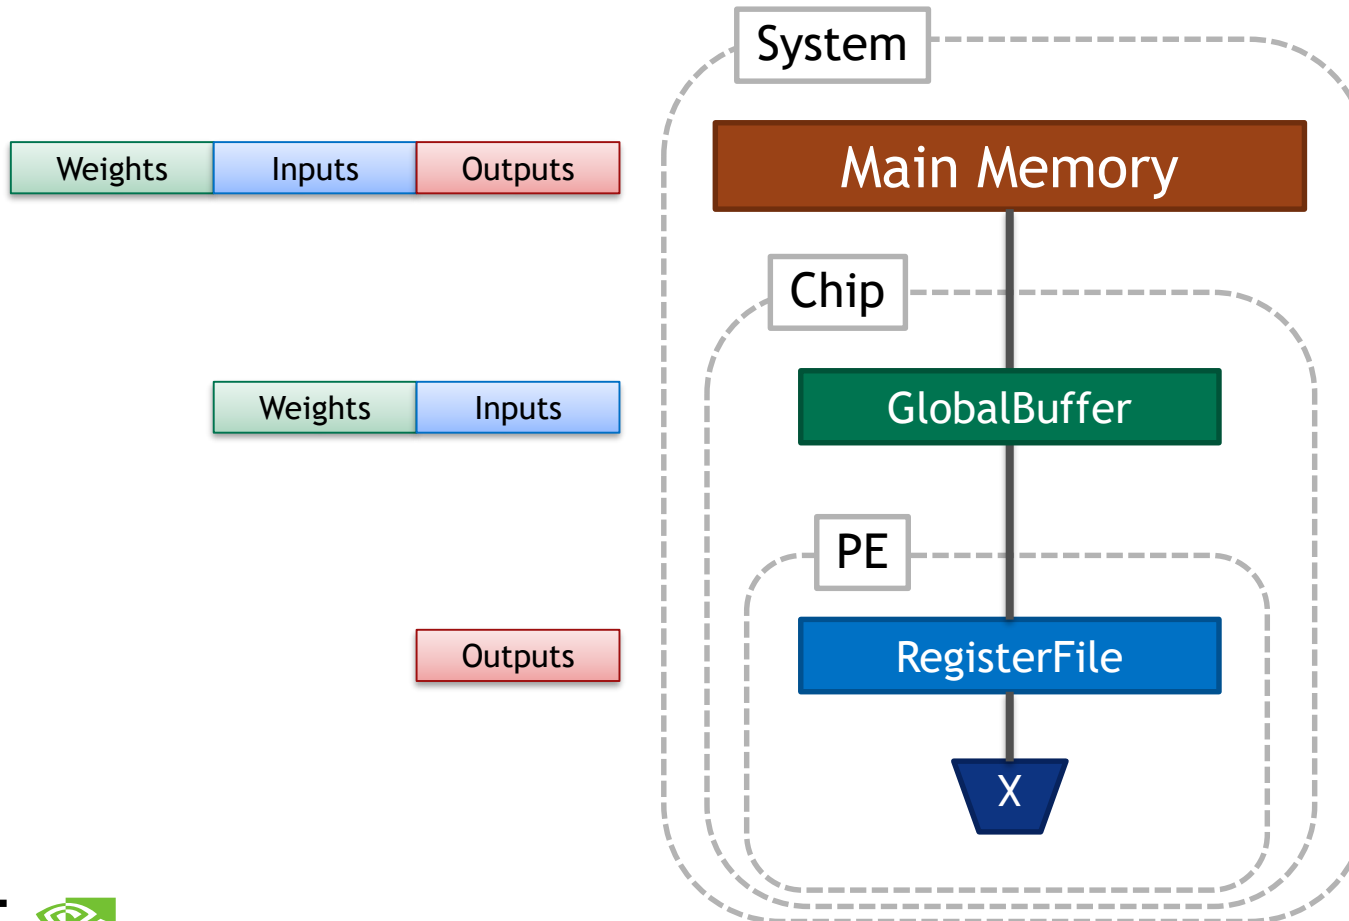 System
Weights Inputs Outputs
Main Memory
Chip
Weights Inputs
GlobalBuffer
PE
Outputs
RegisterFile
X